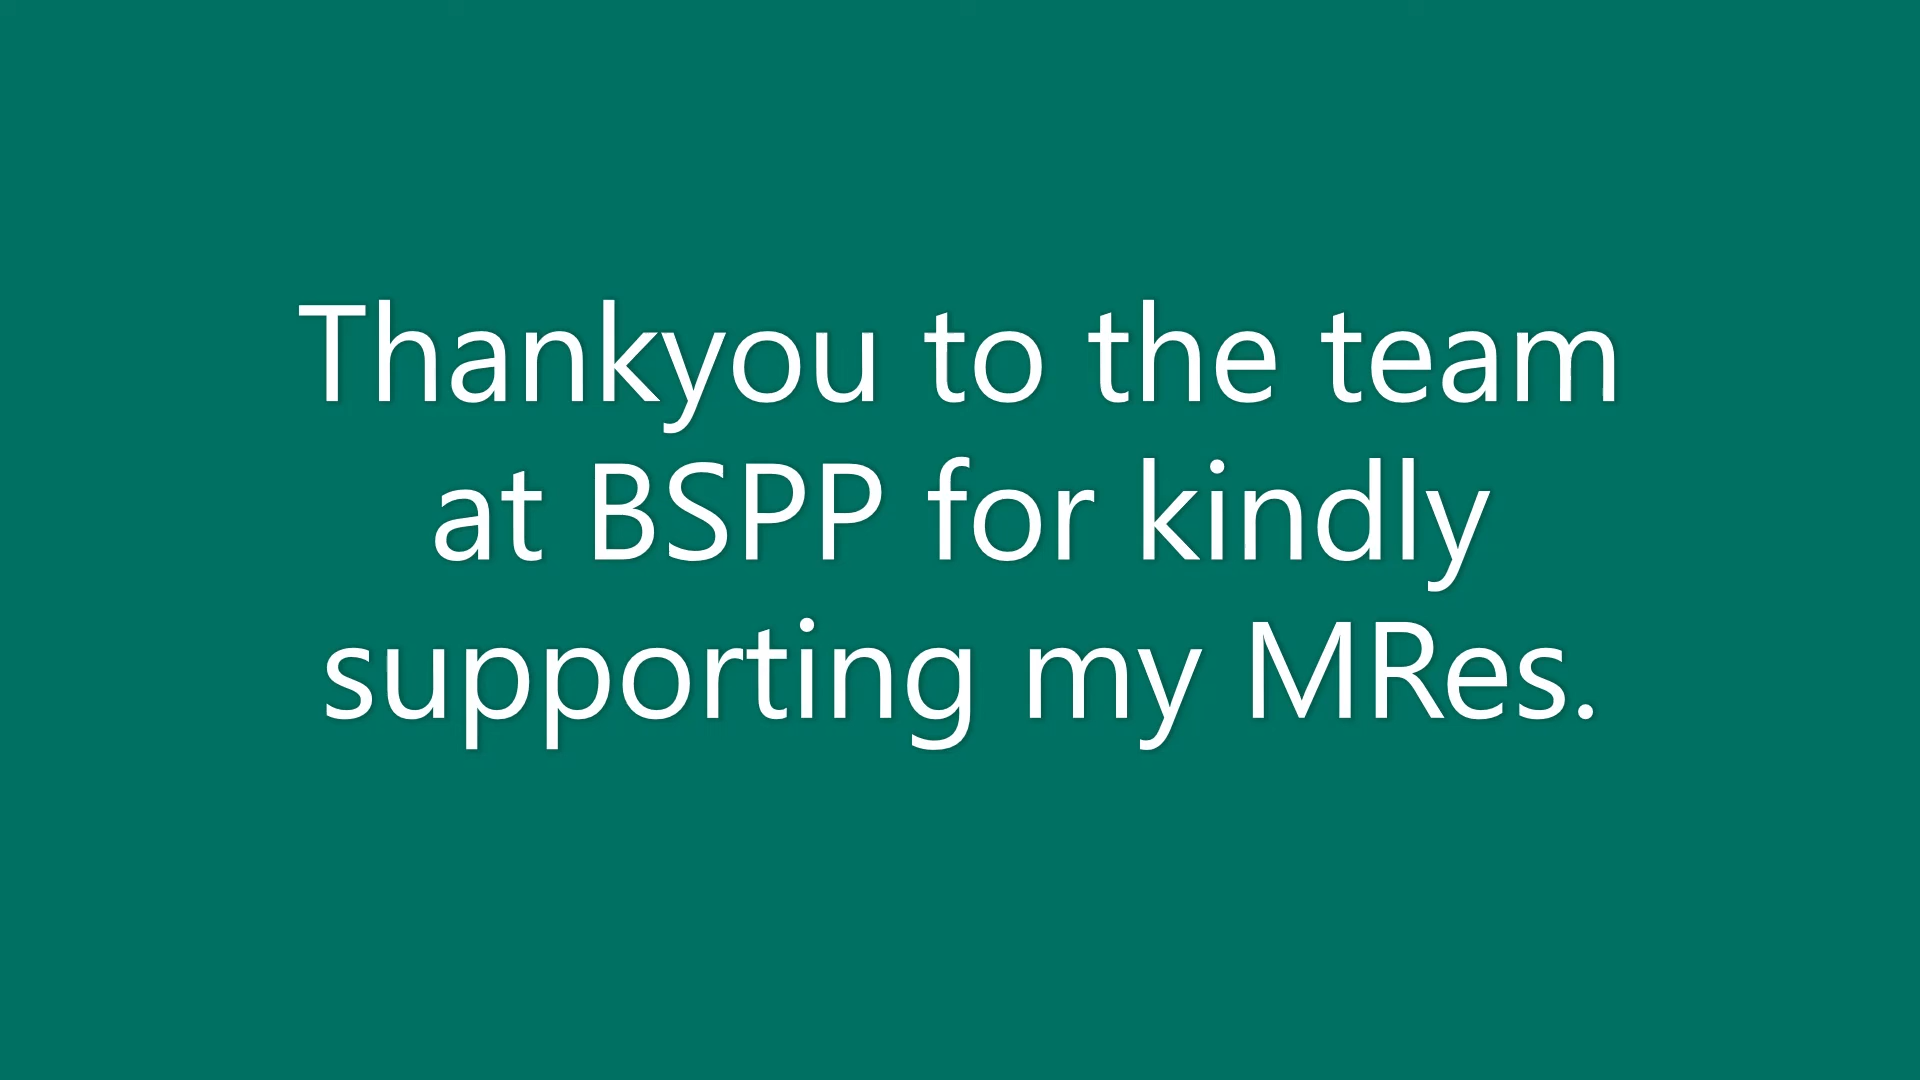 Thankyou to the team
at BSPP for kindly
supporting my MRes.